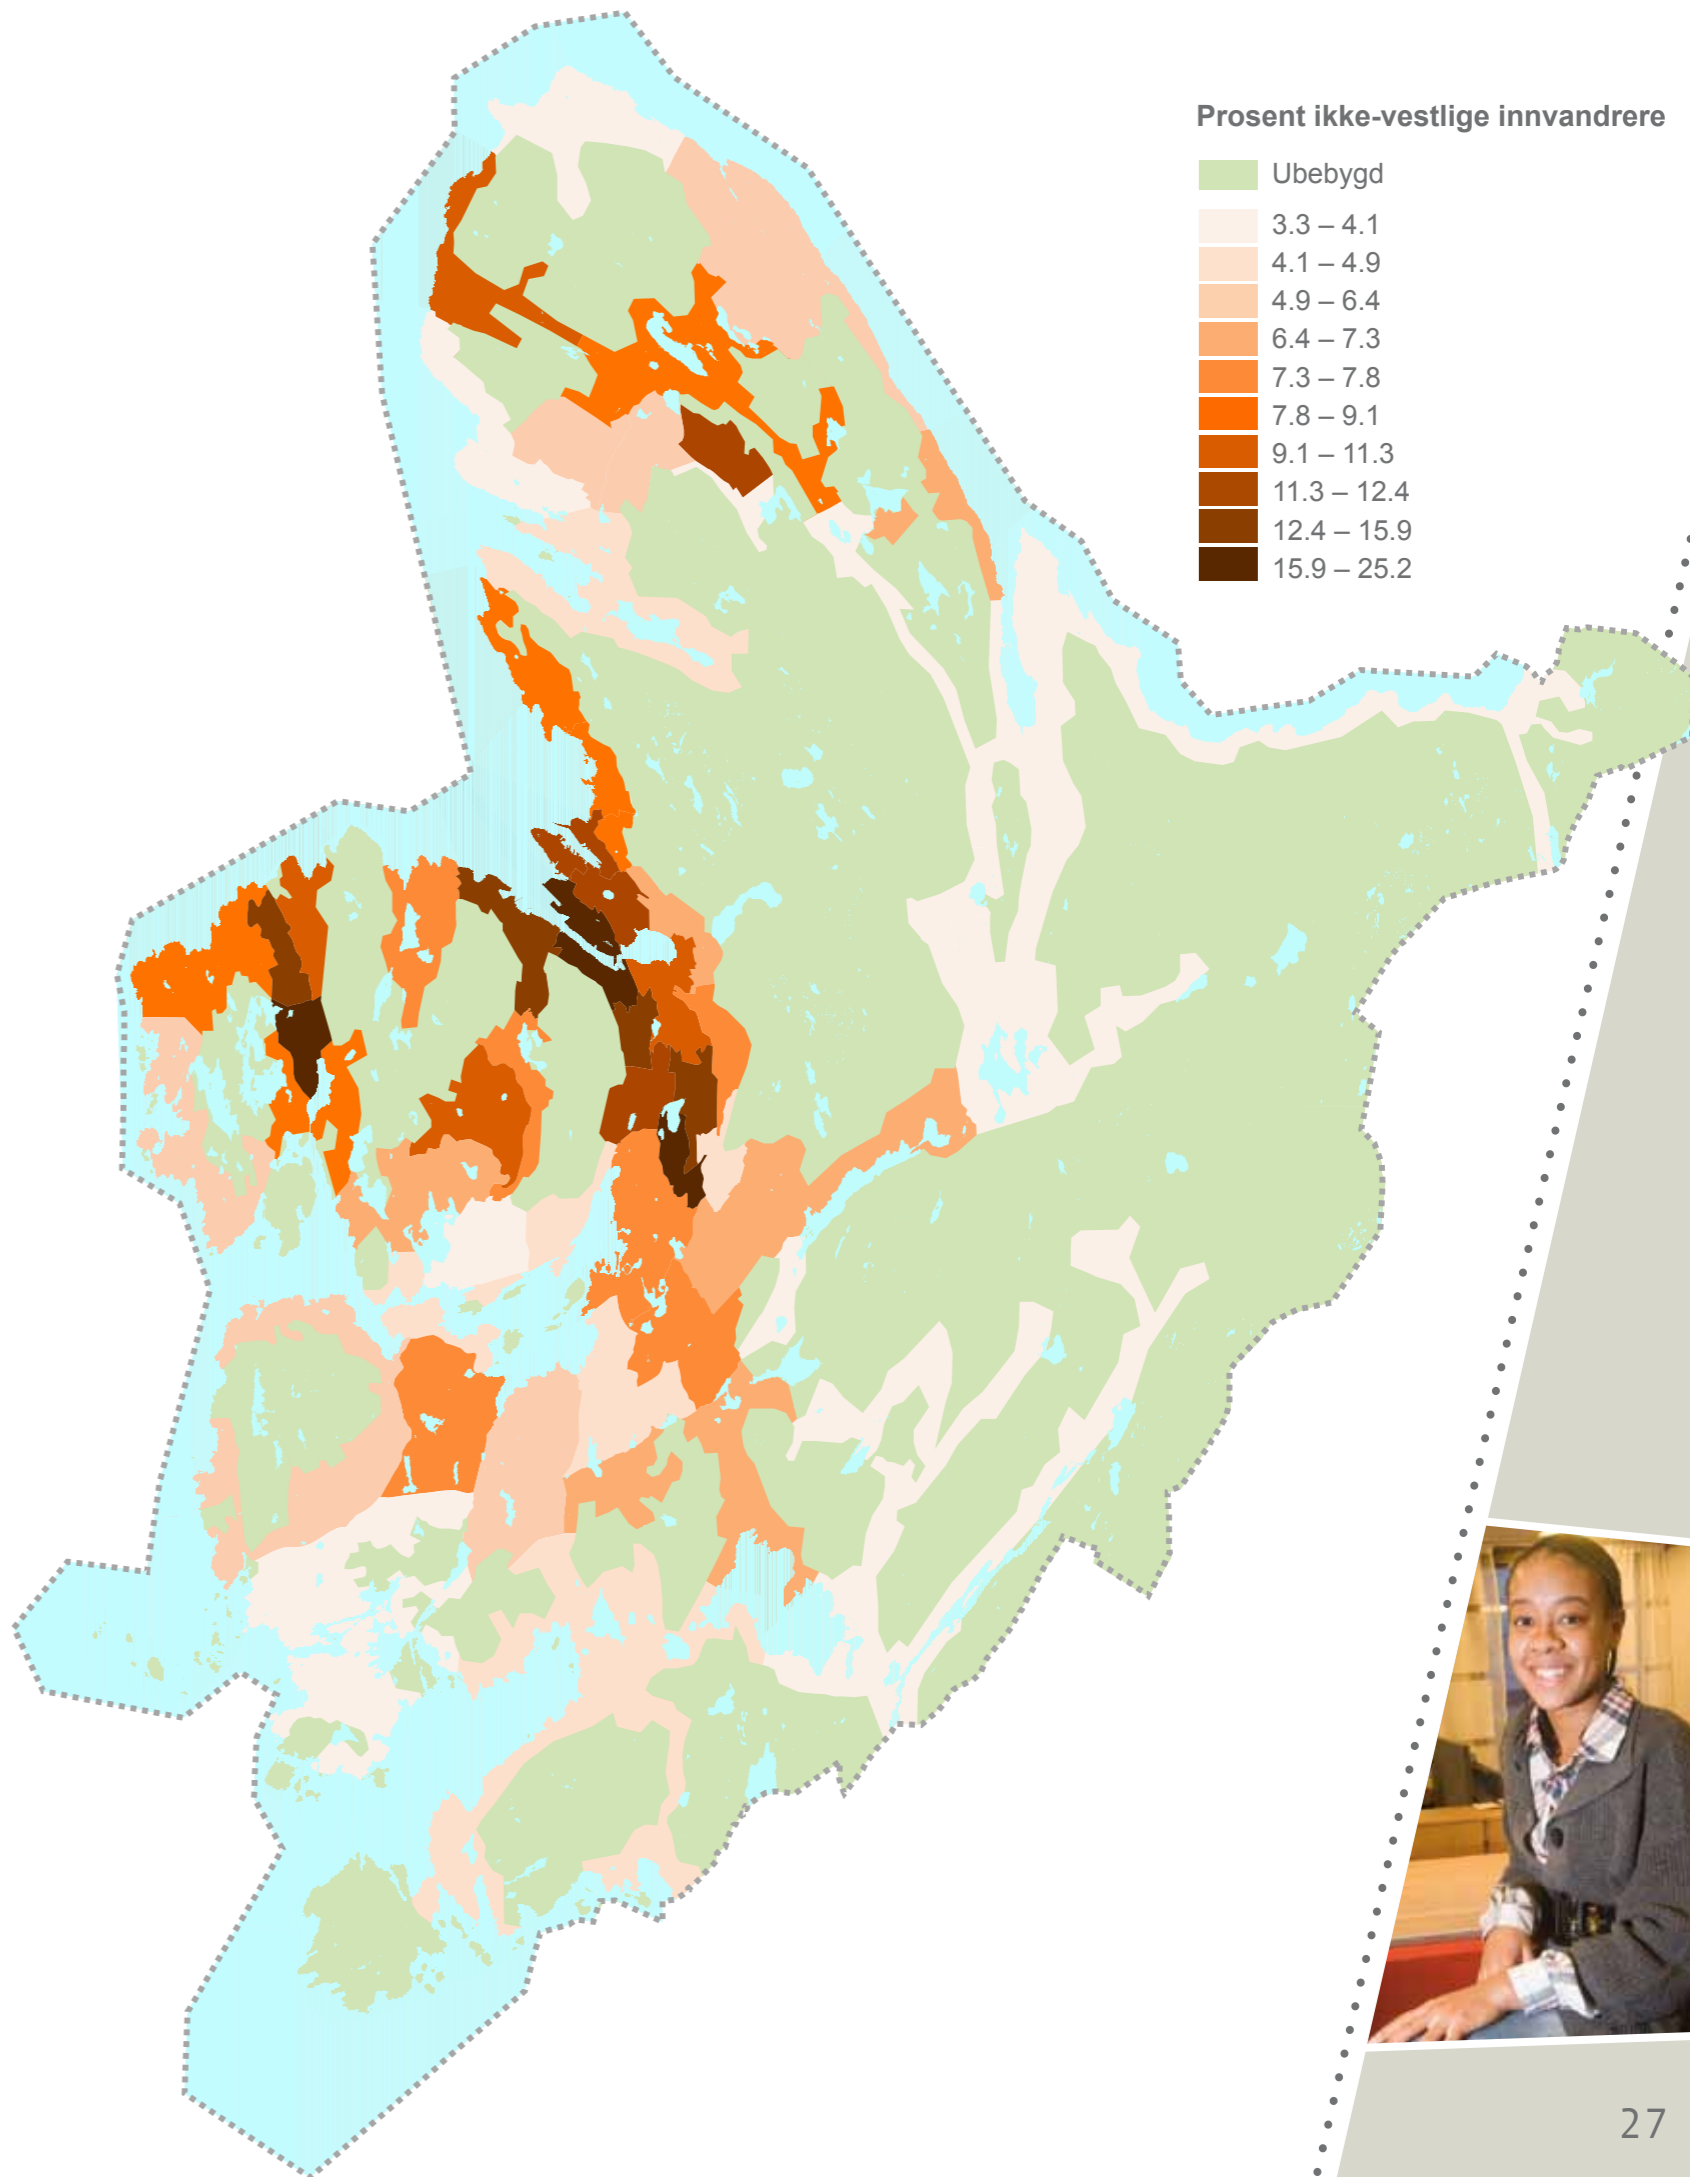 Prosent ikke-vestlige innvandrere
Ubebygd
3.3 – 4.1
4.1 – 4.9
4.9 – 6.4
6.4 – 7.3
7.3 – 7.8
7.8 – 9.1
9.1 – 11.3
11.3 – 12.4
12.4 – 15.9
15.9 – 25.2
27